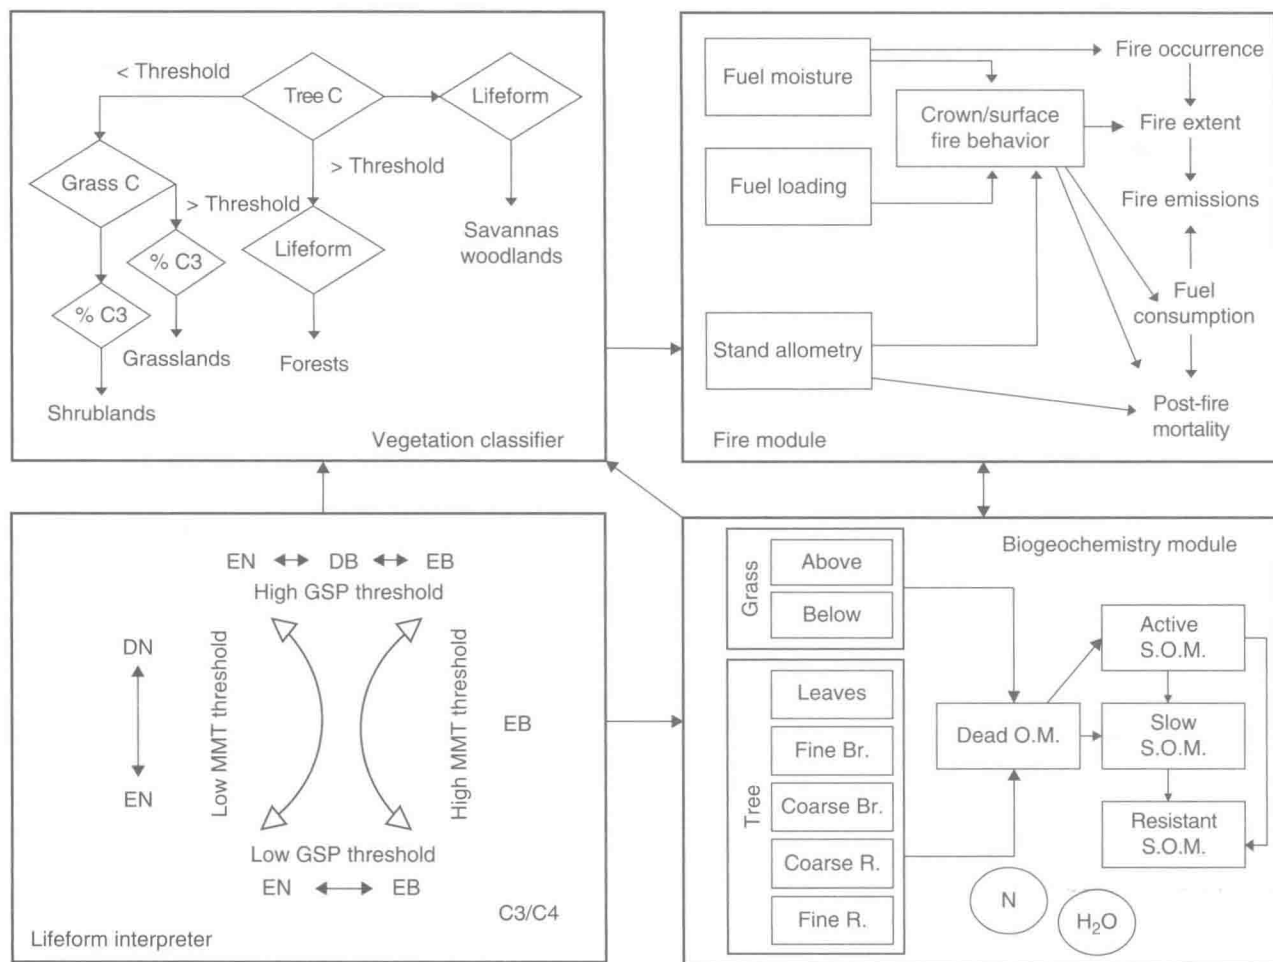 < Threshold
Tree C
Lifeform
> Threshold
Grass C
> Threshold
Lifeform
% C3
% C3
Savannas
woodlands
Grasslands
Forests
Shrublands
Vegetation classifier
Fuel moisture
Fire occurrence
Crown/surface
fire behavior
Fire extent
Fuel loading
Fire emissions
Fuel
consumption
Stand allometry
Post-fire
mortality
Fire module
EN
DB
EB
High GSP threshold
DN
EN
Low MMT threshold
High MMT threshold
EB
Low GSP threshold
EN
EB
C3/C4
Lifeform interpreter
Biogeochemistry module
Grass
Above
Below
Tree
Leaves
Fine Br.
Coarse Br.
Coarse R.
Fine R.
Dead O.M.
Active
S.O.M.
Slow
S.O.M.
Resistant
S.O.M.
N
H₂O